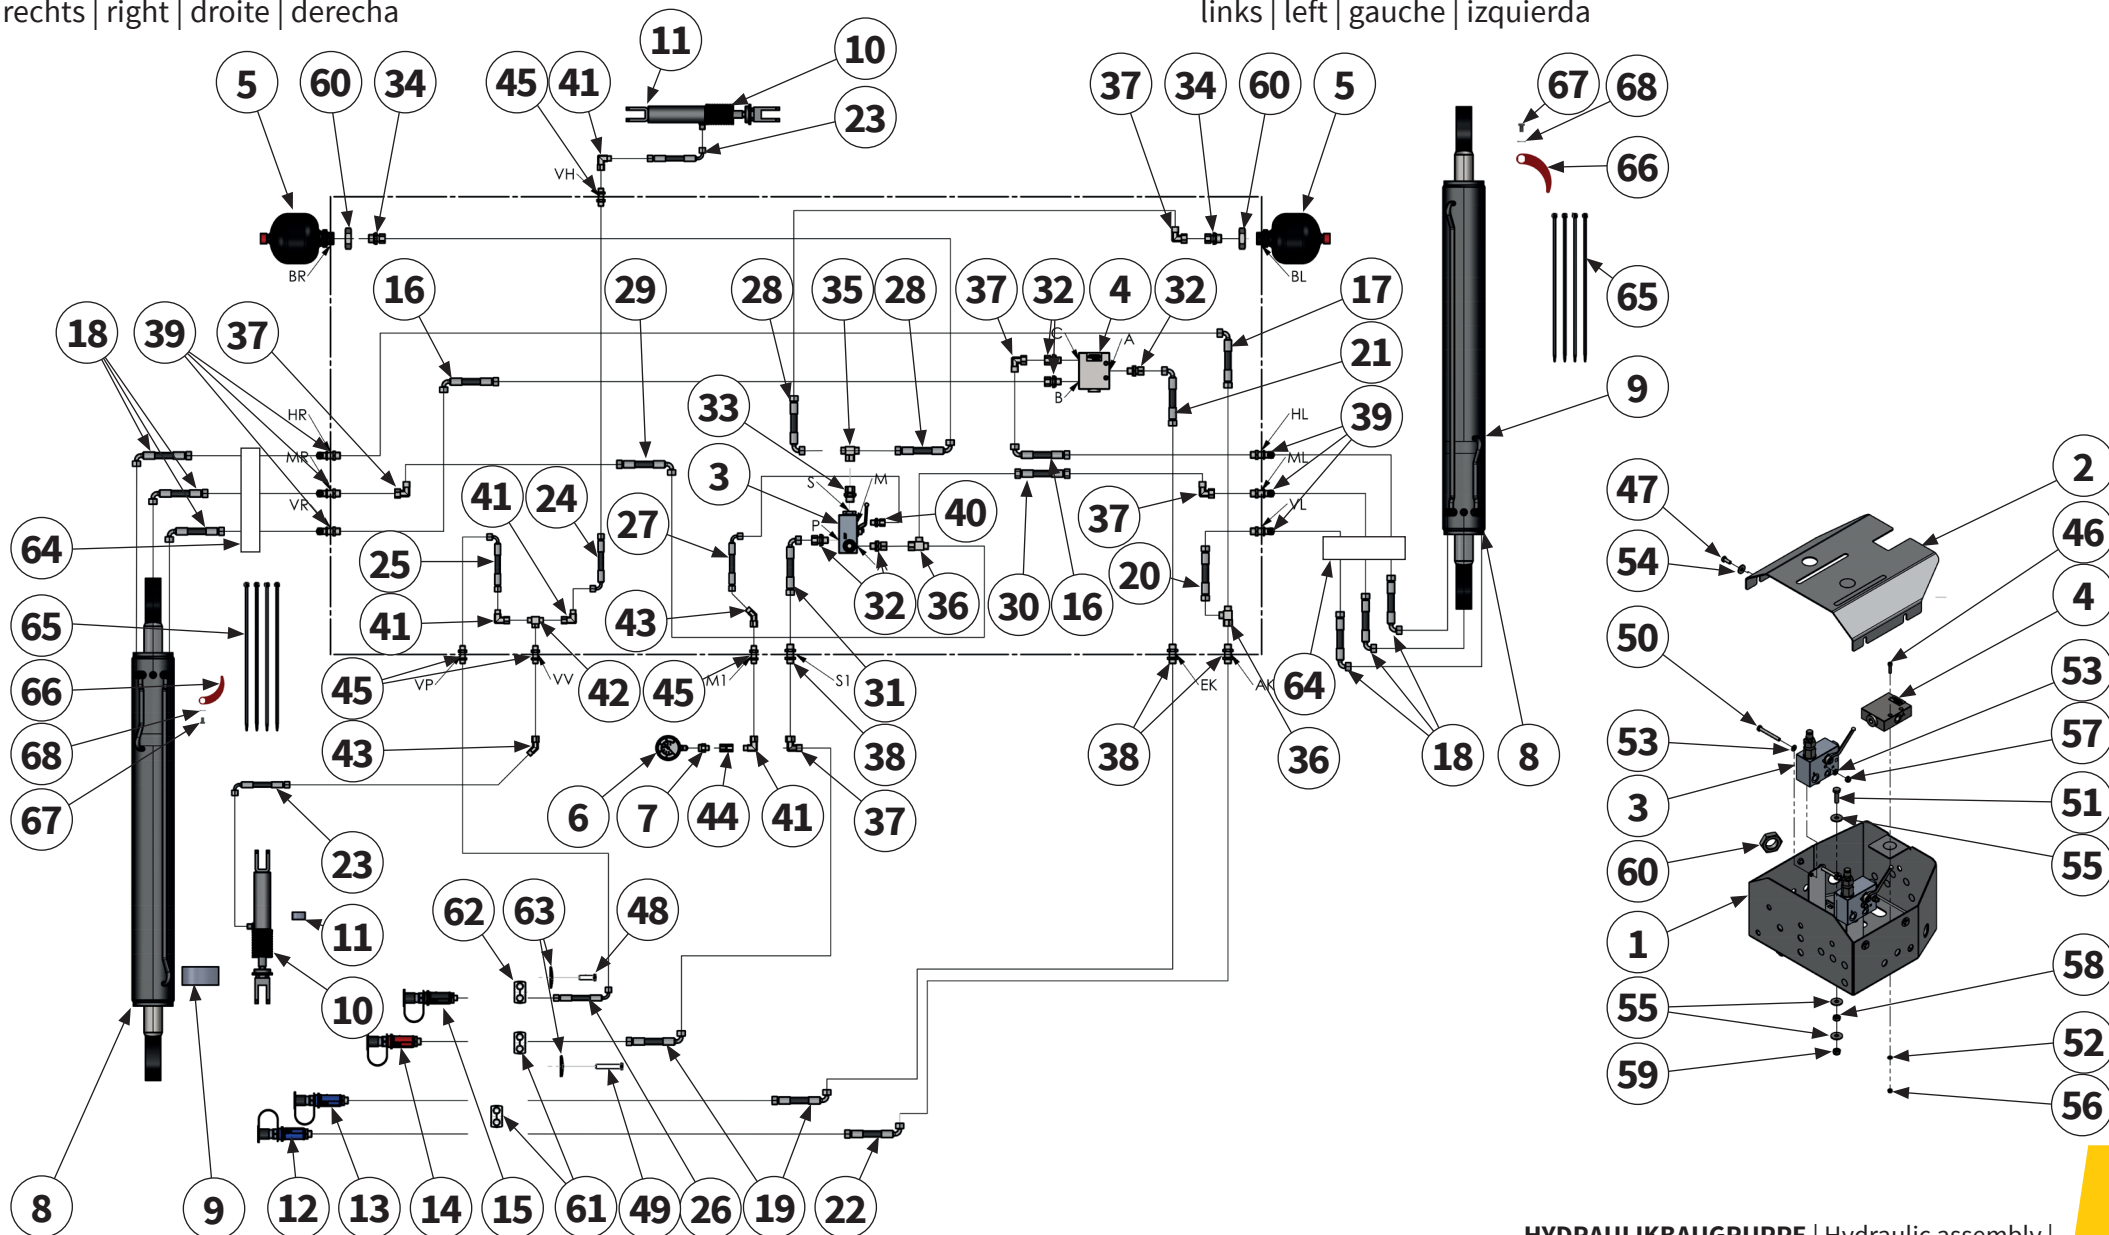 rechts | right | droite | derecha
links | left | gauche | izquierda
11 10
5 60 34 45 41 37 34 60 5 67 68
23
VH 66
BR BL
65
16 29 28 35 28 37 32 4 32 17
18 39 37 C A
21
B 9
33
HR HL 39
MR ML
3 S M 2
47
41 24 40 46
VR P VL
27 37
64 54
25 20 4
32 36 30 16
65 41 43 50
53
66 VP VV M1 S1 EK AK
45 42 45 31 64
68 43 38 38 36 18 8 53 57
3 51
67 6 7 44 41 37
23 60 55
62 63 48
11 1
58
10 55
52
59
56
8 9 12 13 14 15 61 49 26 19 22
HYDRAULIKBAUGRUPPE | Hydraulic assembly |